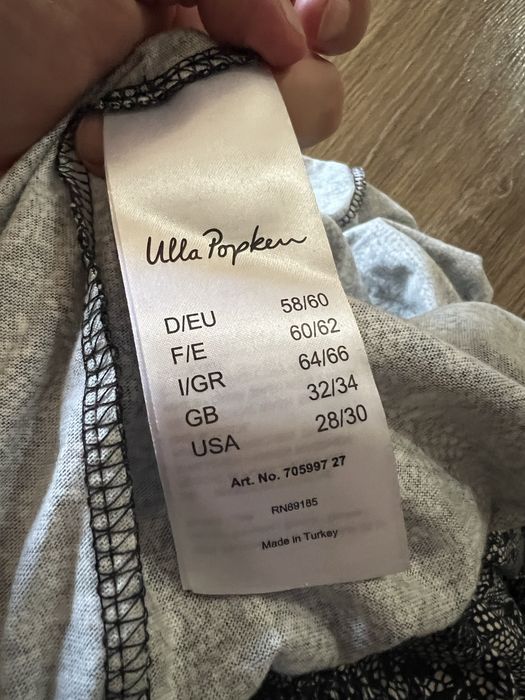 Ulla Popken
D/EU 58/60
F/E 60/62
I/GR 64/66
GB 32/34
USA 28/30
Art. No. 705997 27
RN89185
Made in Turkey